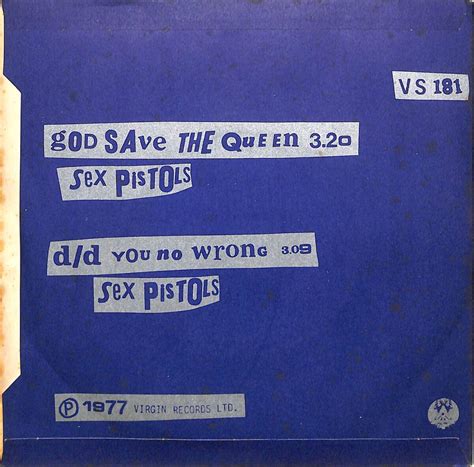 VS 181
god SAve THE QuEEN 3.20
Sex PISTOLS
d/d you no wrong 3.09
Sex PISTOLS
Ⓟ 1977 VIRGIN RECORDS LTD.